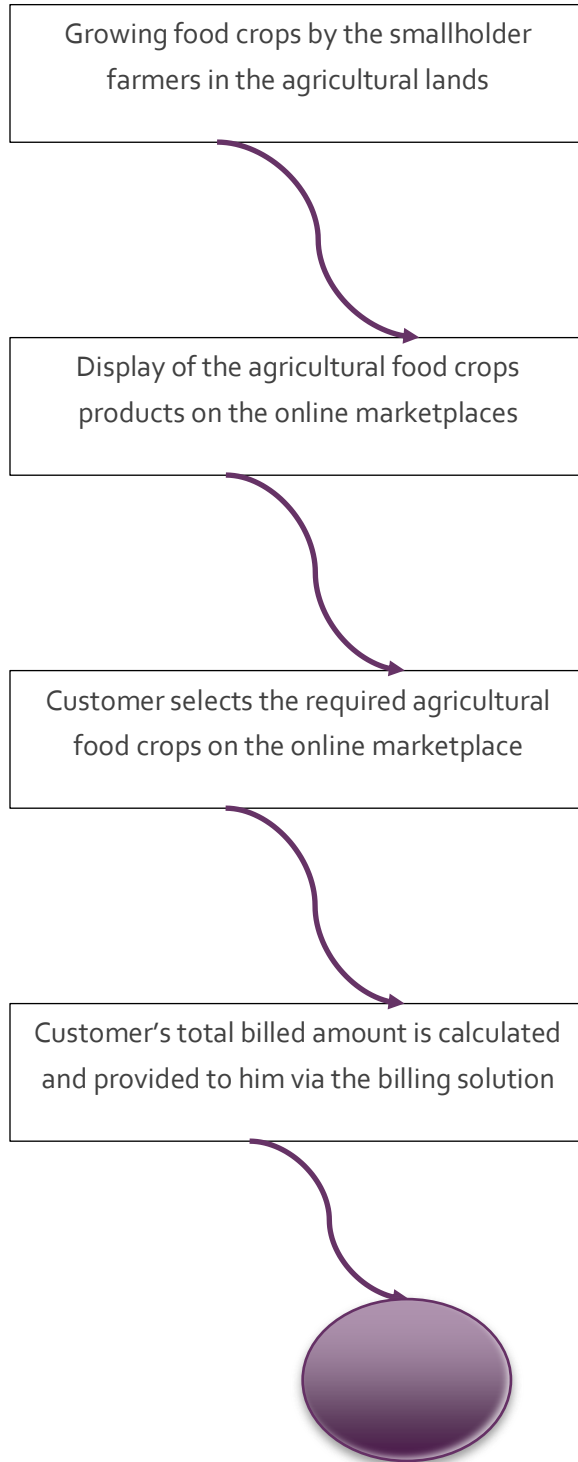 Growing food crops by the smallholder
farmers in the agricultural lands
Display of the agricultural food crops
products on the online marketplaces
Customer selects the required agricultural
food crops on the online marketplace
Customer’s total billed amount is calculated
and provided to him via the billing solution